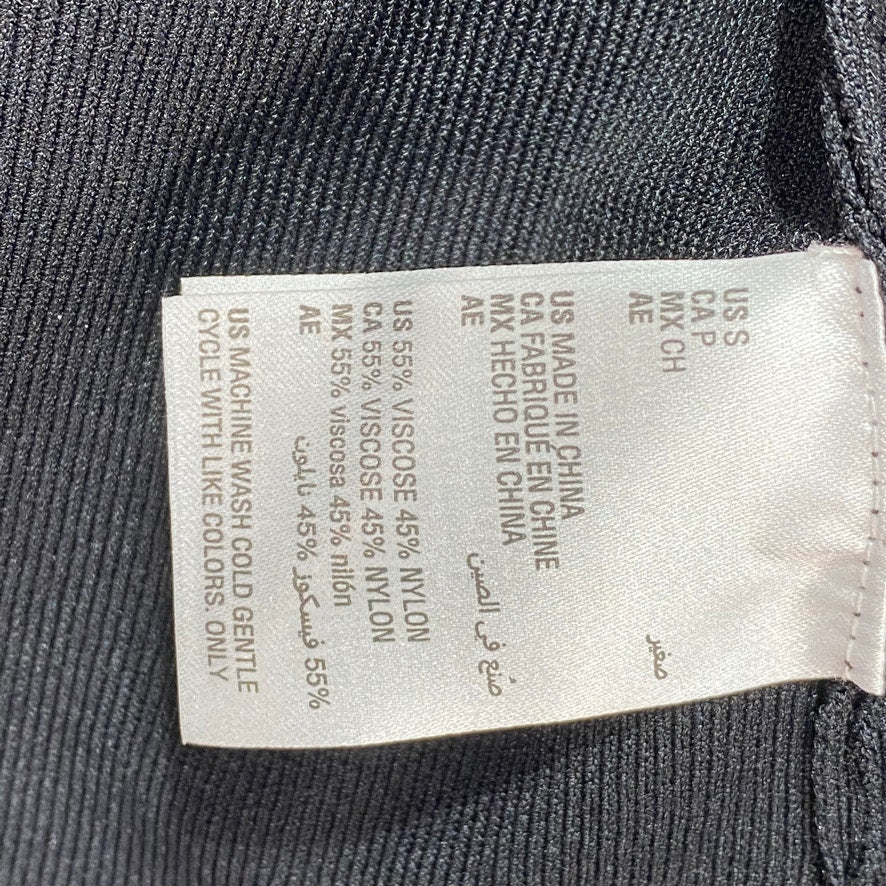 US S
CA P
MX CH
AE صغير
US MADE IN CHINA
CA FABRIQUÉ EN CHINE
MX HECHO EN CHINA
AE صُنع في الصين
US 55% VISCOSE 45% NYLON
CA 55% VISCOSE 45% NYLON
MX 55% viscosa 45% nilón
AE 55% فيسكوز 45% نايلون
US MACHINE WASH COLD GENTLE
CYCLE WITH LIKE COLORS. ONLY